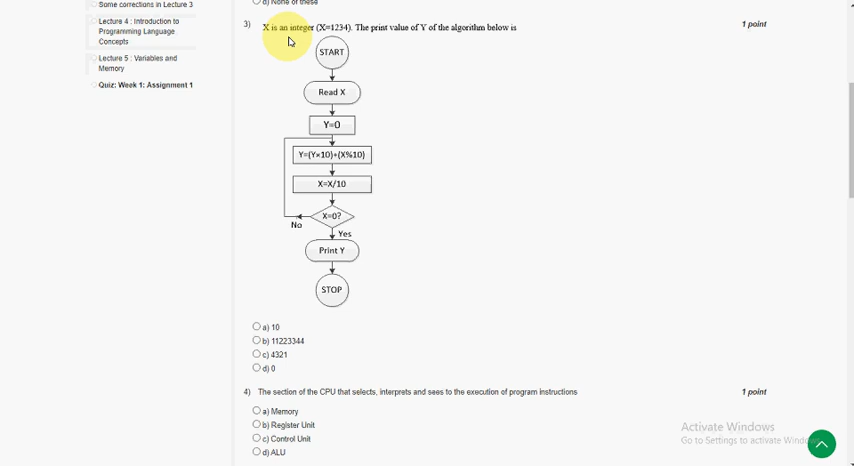 Some corrections in Lecture 3
Lecture 4 : Introduction to
Programming Language
Concepts
Lecture 5 : Variables and
Memory
Quiz: Week 1: Assignment 1
d) None of these
3) X is an integer (X=1234). The print value of Y of the algorithm below is
1 point
START
Read X
Y=0
Y=(Y×10)+(X%10)
X=X/10
X=0?
No
Yes
Print Y
STOP
a) 10
b) 11223344
c) 4321
d) 0
4) The section of the CPU that selects, interprets and sees to the execution of program instructions
1 point
a) Memory
b) Register Unit
c) Control Unit
d) ALU
Activate Windows
Go to Settings to activate Windows